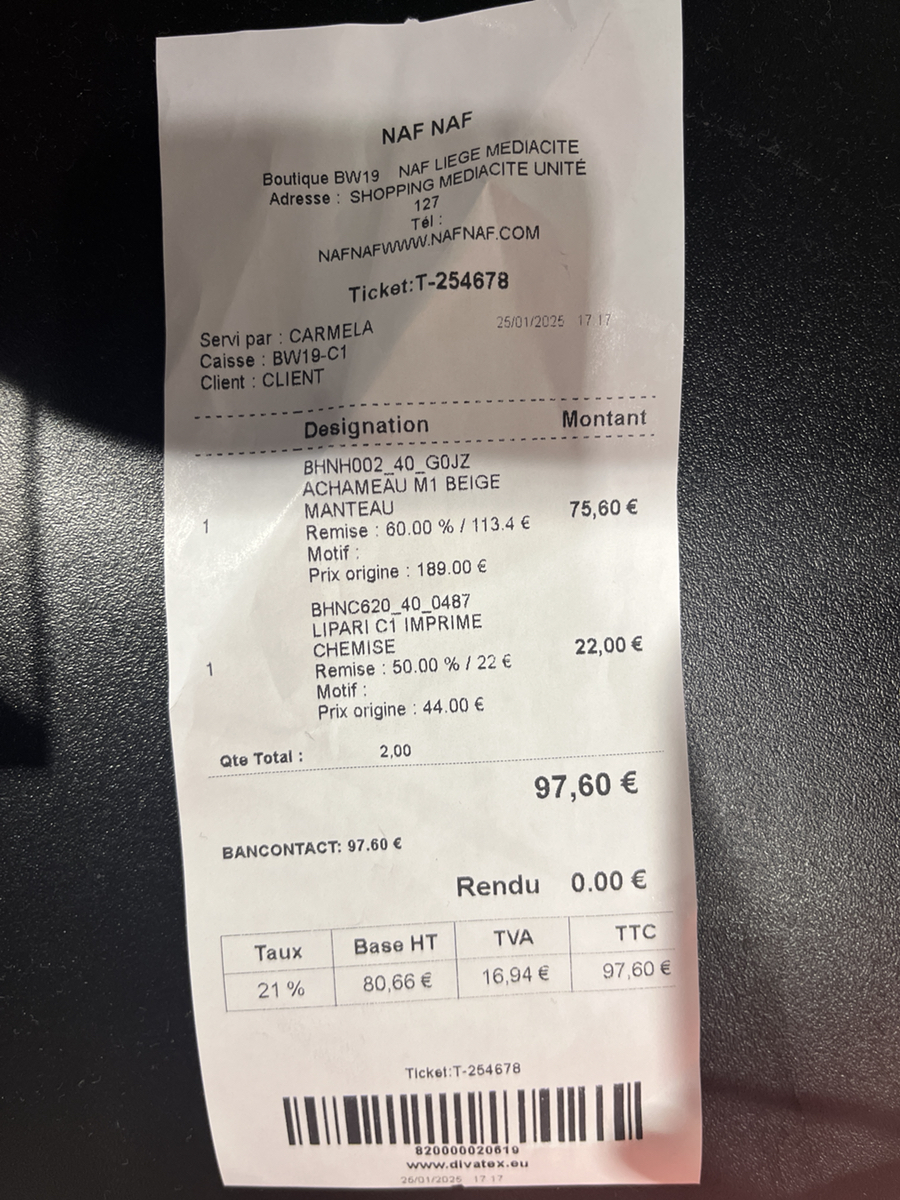 NAF NAF
Boutique BW19 NAF LIEGE MEDIACITE
Adresse : SHOPPING MEDIACITE UNITÉ
127
Tél :
NAFNAFWWW.NAFNAF.COM
Ticket:T-254678
25/01/2025 17 17
Servi par : CARMELA
Caisse : BW19-C1
Client : CLIENT
Designation Montant
BHNH002_40_G0JZ
ACHAMEAU M1 BEIGE
MANTEAU 75,60 €
1 Remise : 60.00 % / 113.4 €
Motif :
Prix origine : 189.00 €
BHNC620_40_0487
LIPARI C1 IMPRIME
CHEMISE 22,00 €
1 Remise : 50.00 % / 22 €
Motif :
Prix origine : 44.00 €
Qte Total : 2,00
97,60 €
BANCONTACT: 97.60 €
Rendu 0.00 €
Taux Base HT TVA TTC
21 % 80,66 € 16,94 € 97,60 €
Ticket:T-254678
820000020619
www.divatex.eu
25/01/2025 17 17